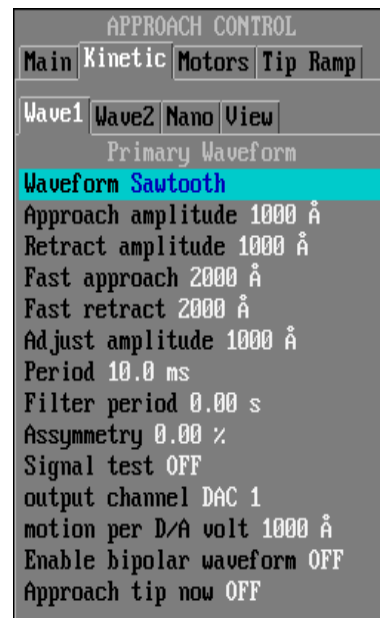 APPROACH CONTROL
Main Kinetic Motors Tip Ramp
Wave1 Wave2 Nano View
Primary Waveform
Waveform Sawtooth
Approach amplitude 1000 Å
Retract amplitude 1000 Å
Fast approach 2000 Å
Fast retract 2000 Å
Adjust amplitude 1000 Å
Period 10.0 ms
Filter period 0.00 s
Assymmetry 0.00 %
Signal test OFF
output channel DAC 1
motion per D/A volt 1000 Å
Enable bipolar waveform OFF
Approach tip now OFF